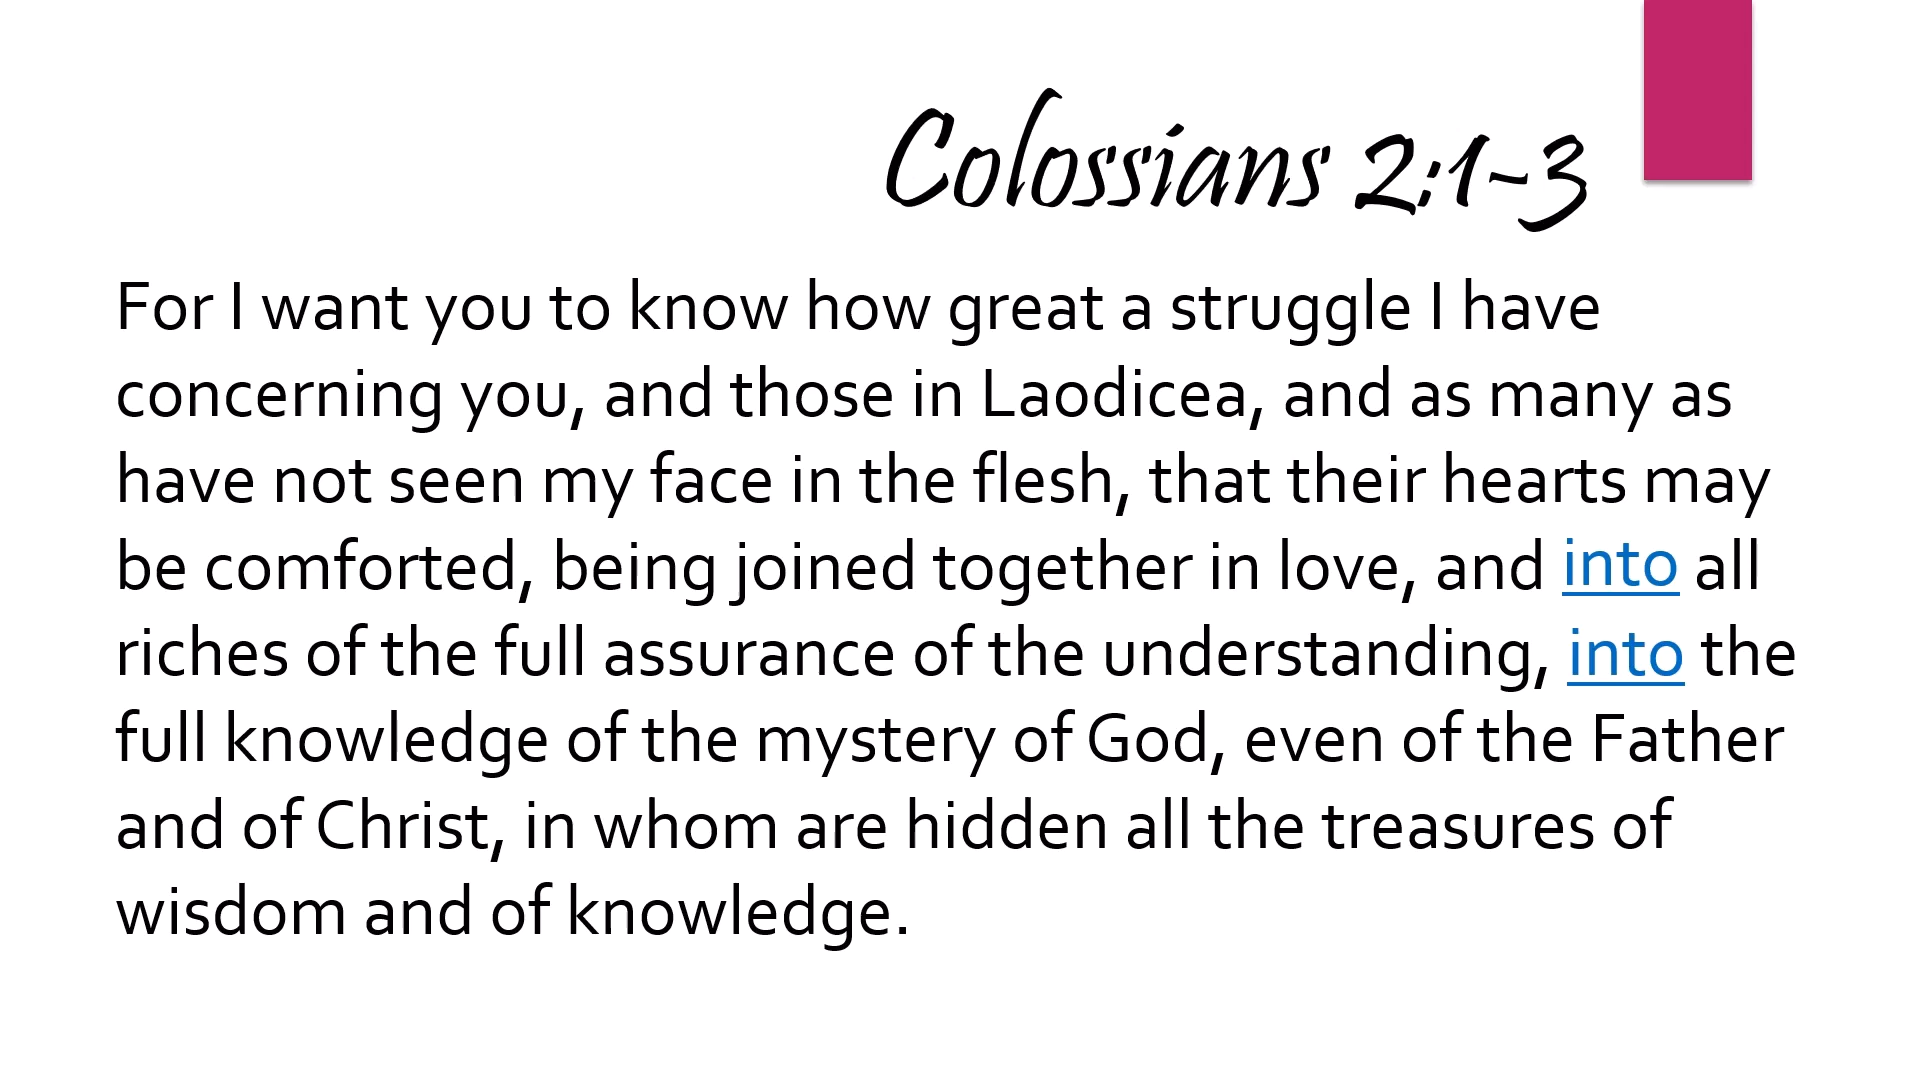 Colossians 2:1-3
For I want you to know how great a struggle I have
concerning you, and those in Laodicea, and as many as
have not seen my face in the flesh, that their hearts may
be comforted, being joined together in love, and into all
riches of the full assurance of the understanding, into the
full knowledge of the mystery of God, even of the Father
and of Christ, in whom are hidden all the treasures of
wisdom and of knowledge.